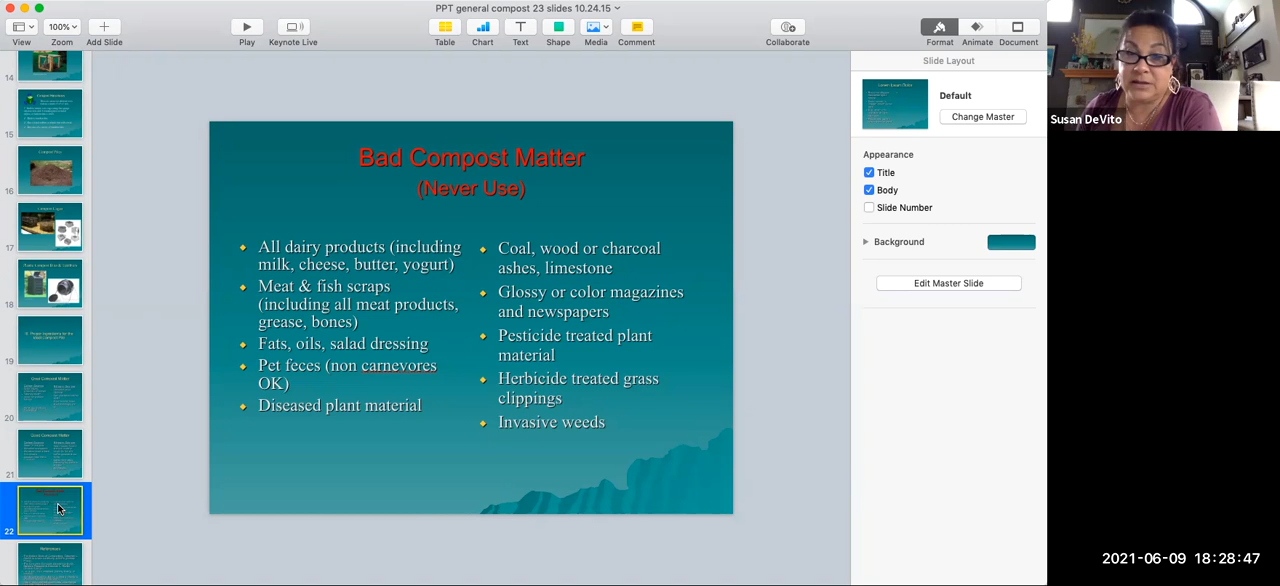 PPT general compost 23 slides 10.24.15
100%
View
Zoom
Add Slide
Play
Keynote Live
Table
Chart
Text
Shape
Media
Comment
Collaborate
Format
Animate
Document
14
15
16
17
18
19
20
21
22
Bad Compost Matter
(Never Use)
All dairy products (including
milk, cheese, butter, yogurt)
Meat & fish scraps
(including all meat products,
grease, bones)
Fats, oils, salad dressing
Pet feces (non carnevores
OK)
Diseased plant material
Coal, wood or charcoal
ashes, limestone
Glossy or color magazines
and newspapers
Pesticide treated plant
material
Herbicide treated grass
clippings
Invasive weeds
Slide Layout
Default
Change Master
Appearance
Title
Body
Slide Number
Background
Edit Master Slide
Susan DeVito
2021-06-09 18:28:47